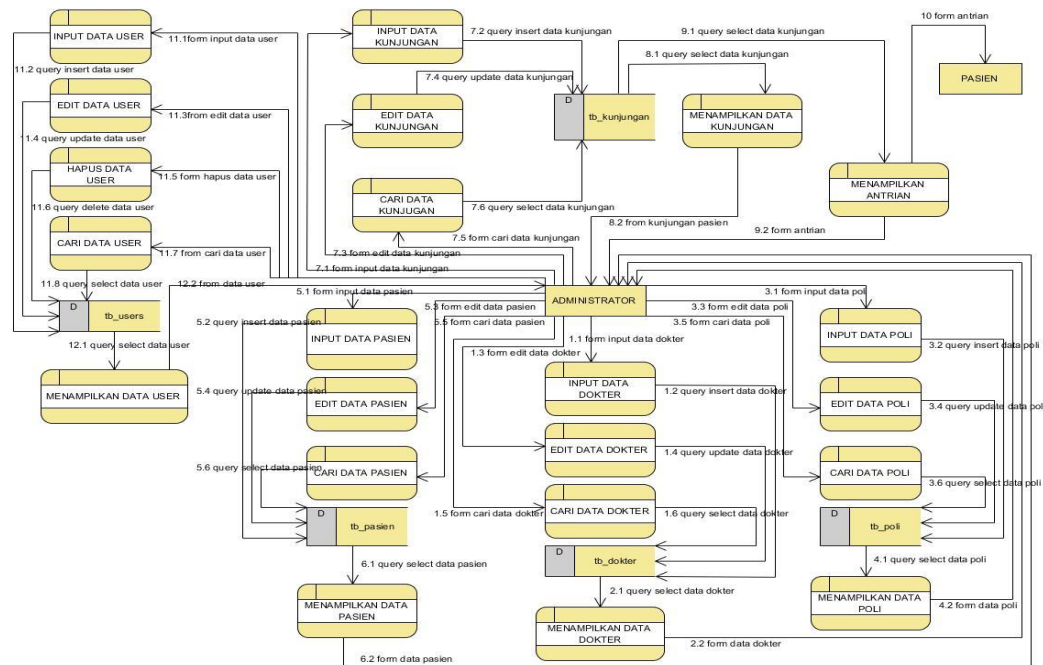 10 form antrian
INPUT DATA USER
11.1form input data user
INPUT DATA
KUNJUNGAN
7.2 query insert data kunjungan
9.1 query select data kunjungan
8.1 query select data kunjungan
11.2 query insert data user
7.4 query update data kunjungan
PASIEN
EDIT DATA USER
11.3from edit data user
EDIT DATA
KUNJUNGAN
D
tb_kunjungan
MENAMPILKAN DATA
KUNJUNGAN
11.4 query update data user
HAPUS DATA
USER
11.5 form hapus data user
MENAMPILKAN
ANTRIAN
CARI DATA
KUNJUGAN
7.6 query select data kunjungan
11.6 query delete data user
8.2 from kunjungan pasien
9.2 form antrian
CARI DATA USER
11.7 from cari data user
7.5 form cari data kunjungan
7.3 form edit data kunjungan
7.1 form input data kunjungan
11.8 query select data user
12.2 from data user
5.1 form input data pasien
ADMINISTRATOR
3.1 form input data poli
D
tb_users
5.2 query insert data pasien
5.3 form edit data pasien
3.3 form edit data poli
5.5 form cari data pasien
3.5 form cari data poli
INPUT DATA PASIEN
1.1 form input data dokter
INPUT DATA POLI
3.2 query insert data poli
12.1 query select data user
1.3 form edit data dokter
MENAMPILKAN DATA USER
5.4 query update data pasien
EDIT DATA PASIEN
INPUT DATA
DOKTER
1.2 query insert data dokter
EDIT DATA POLI
3.4 query update data pol
EDIT DATA DOKTER
1.4 query update data dokter
5.6 query select data pasien
CARI DATA PASIEN
CARI DATA POLI
3.6 query select data poli
1.5 form cari data dokter
CARI DATA DOKTER
1.6 query select data dokter
D
tb_pasien
D
tb_poli
D
tb_dokter
6.1 query select data pasien
4.1 query select data poli
2.1 query select data dokter
MENAMPILKAN DATA
PASIEN
MENAMPILKAN DATA
POLI
4.2 form data poli
MENAMPILKAN DATA
DOKTER
2.2 form data dokter
6.2 form data pasien